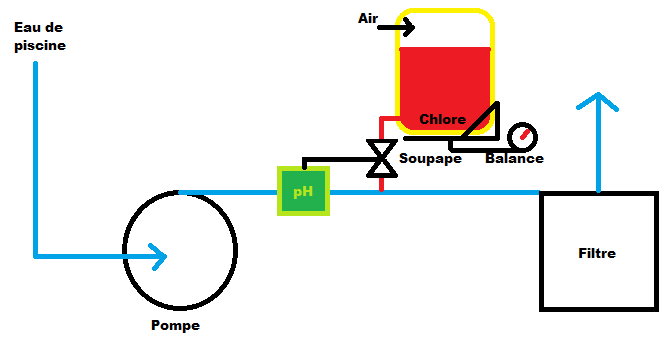 Eau de
piscine
Air
Chlore
Soupape
Balance
pH
Filtre
Pompe